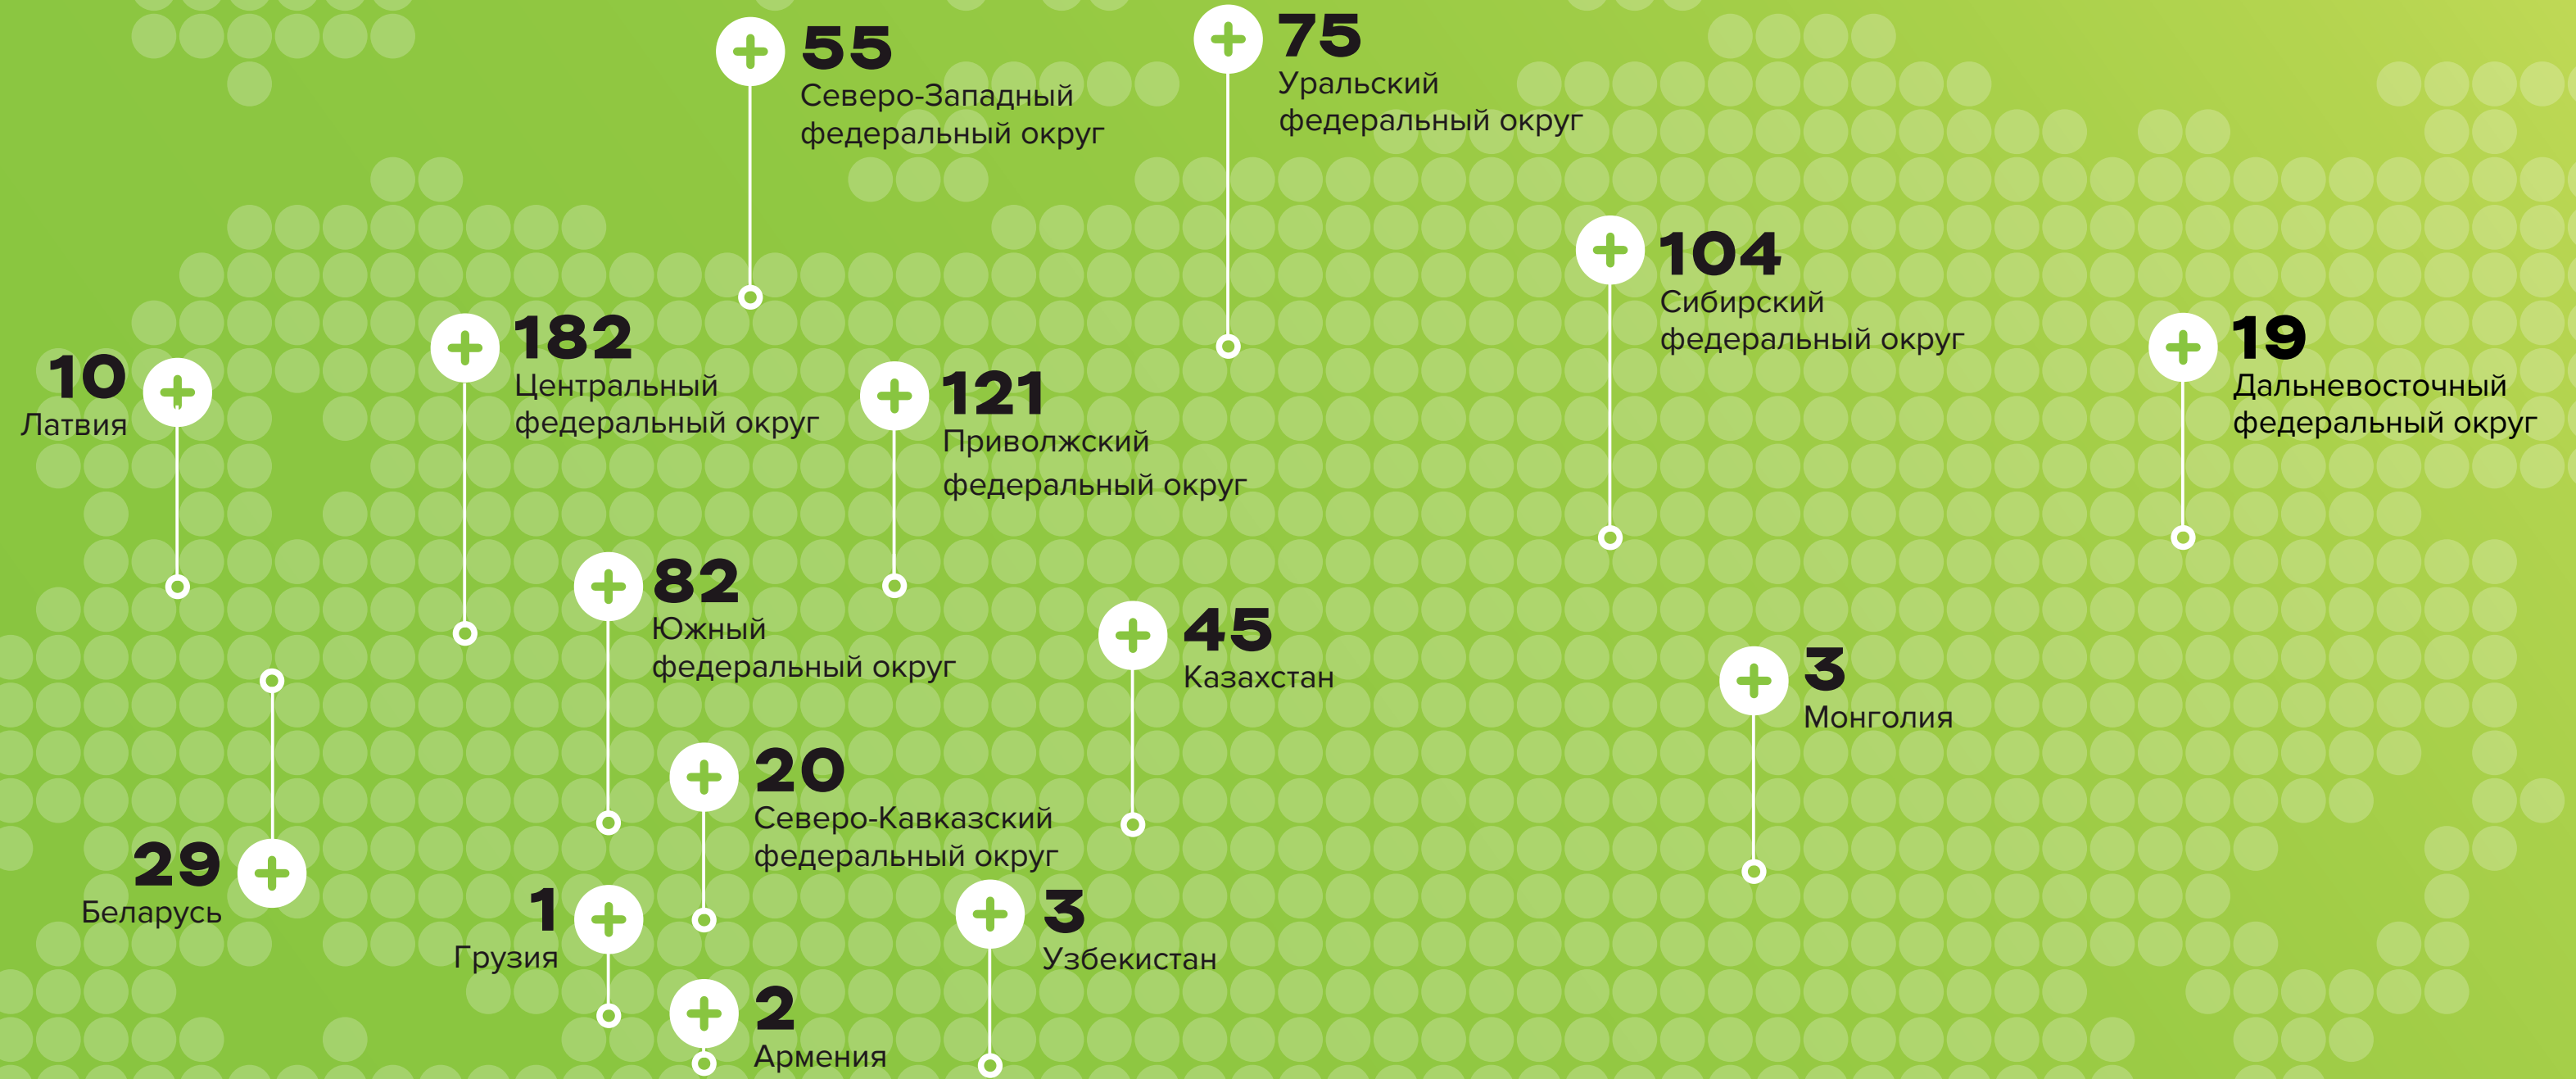 55
Северо-Западный
федеральный округ
75
Уральский
федеральный округ
104
Сибирский
федеральный округ
19
Дальневосточный
федеральный округ
10
Латвия
182
Центральный
федеральный округ
121
Приволжский
федеральный округ
82
Южный
федеральный округ
45
Казахстан
3
Монголия
20
Северо-Кавказский
федеральный округ
29
Беларусь
1
Грузия
3
Узбекистан
2
Армения